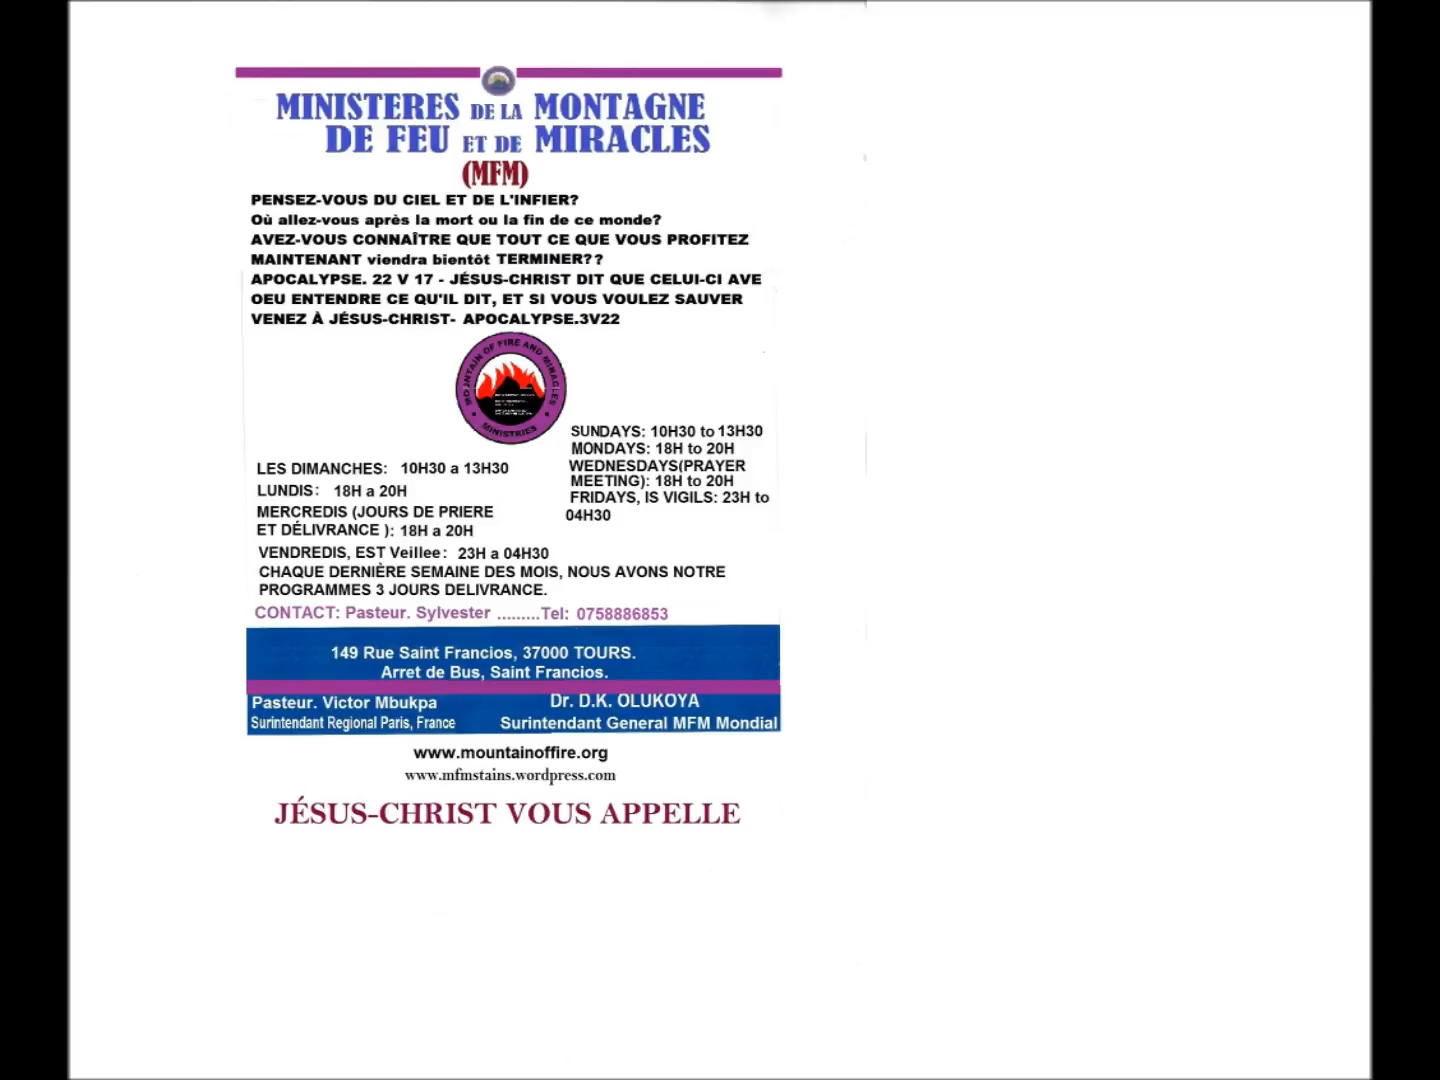 MINISTERES DE LA MONTAGNE
DE FEU ET DE MIRACLES
(MFM)
PENSEZ-VOUS DU CIEL ET DE L'INFIER?
Où allez-vous après la mort ou la fin de ce monde?
AVEZ-VOUS CONNAÎTRE QUE TOUT CE QUE VOUS PROFITEZ
MAINTENANT viendra bientôt TERMINER??
APOCALYPSE. 22 V 17 - JÉSUS-CHRIST DIT QUE CELUI-CI AVE
OEU ENTENDRE CE QU'IL DIT, ET SI VOUS VOULEZ SAUVER
VENEZ À JÉSUS-CHRIST- APOCALYPSE.3V22
MOUNTAIN OF FIRE AND MIRACLES
MINISTRIES
SUNDAYS: 10H30 to 13H30
MONDAYS: 18H to 20H
WEDNESDAYS(PRAYER
MEETING): 18H to 20H
FRIDAYS, IS VIGILS: 23H to
04H30
LES DIMANCHES: 10H30 a 13H30
LUNDIS: 18H a 20H
MERCREDIS (JOURS DE PRIERE
ET DÉLIVRANCE ): 18H a 20H
VENDREDIS, EST Veillee: 23H a 04H30
CHAQUE DERNIÈRE SEMAINE DES MOIS, NOUS AVONS NOTRE
PROGRAMMES 3 JOURS DELIVRANCE.
CONTACT: Pasteur. Sylvester .........Tel: 0758886853
149 Rue Saint Francios, 37000 TOURS.
Arret de Bus, Saint Francios.
Pasteur. Victor Mbukpa
Surintendant Regional Paris, France
Dr. D.K. OLUKOYA
Surintendant General MFM Mondial
www.mountainoffire.org
www.mfmstains.wordpress.com
JÉSUS-CHRIST VOUS APPELLE